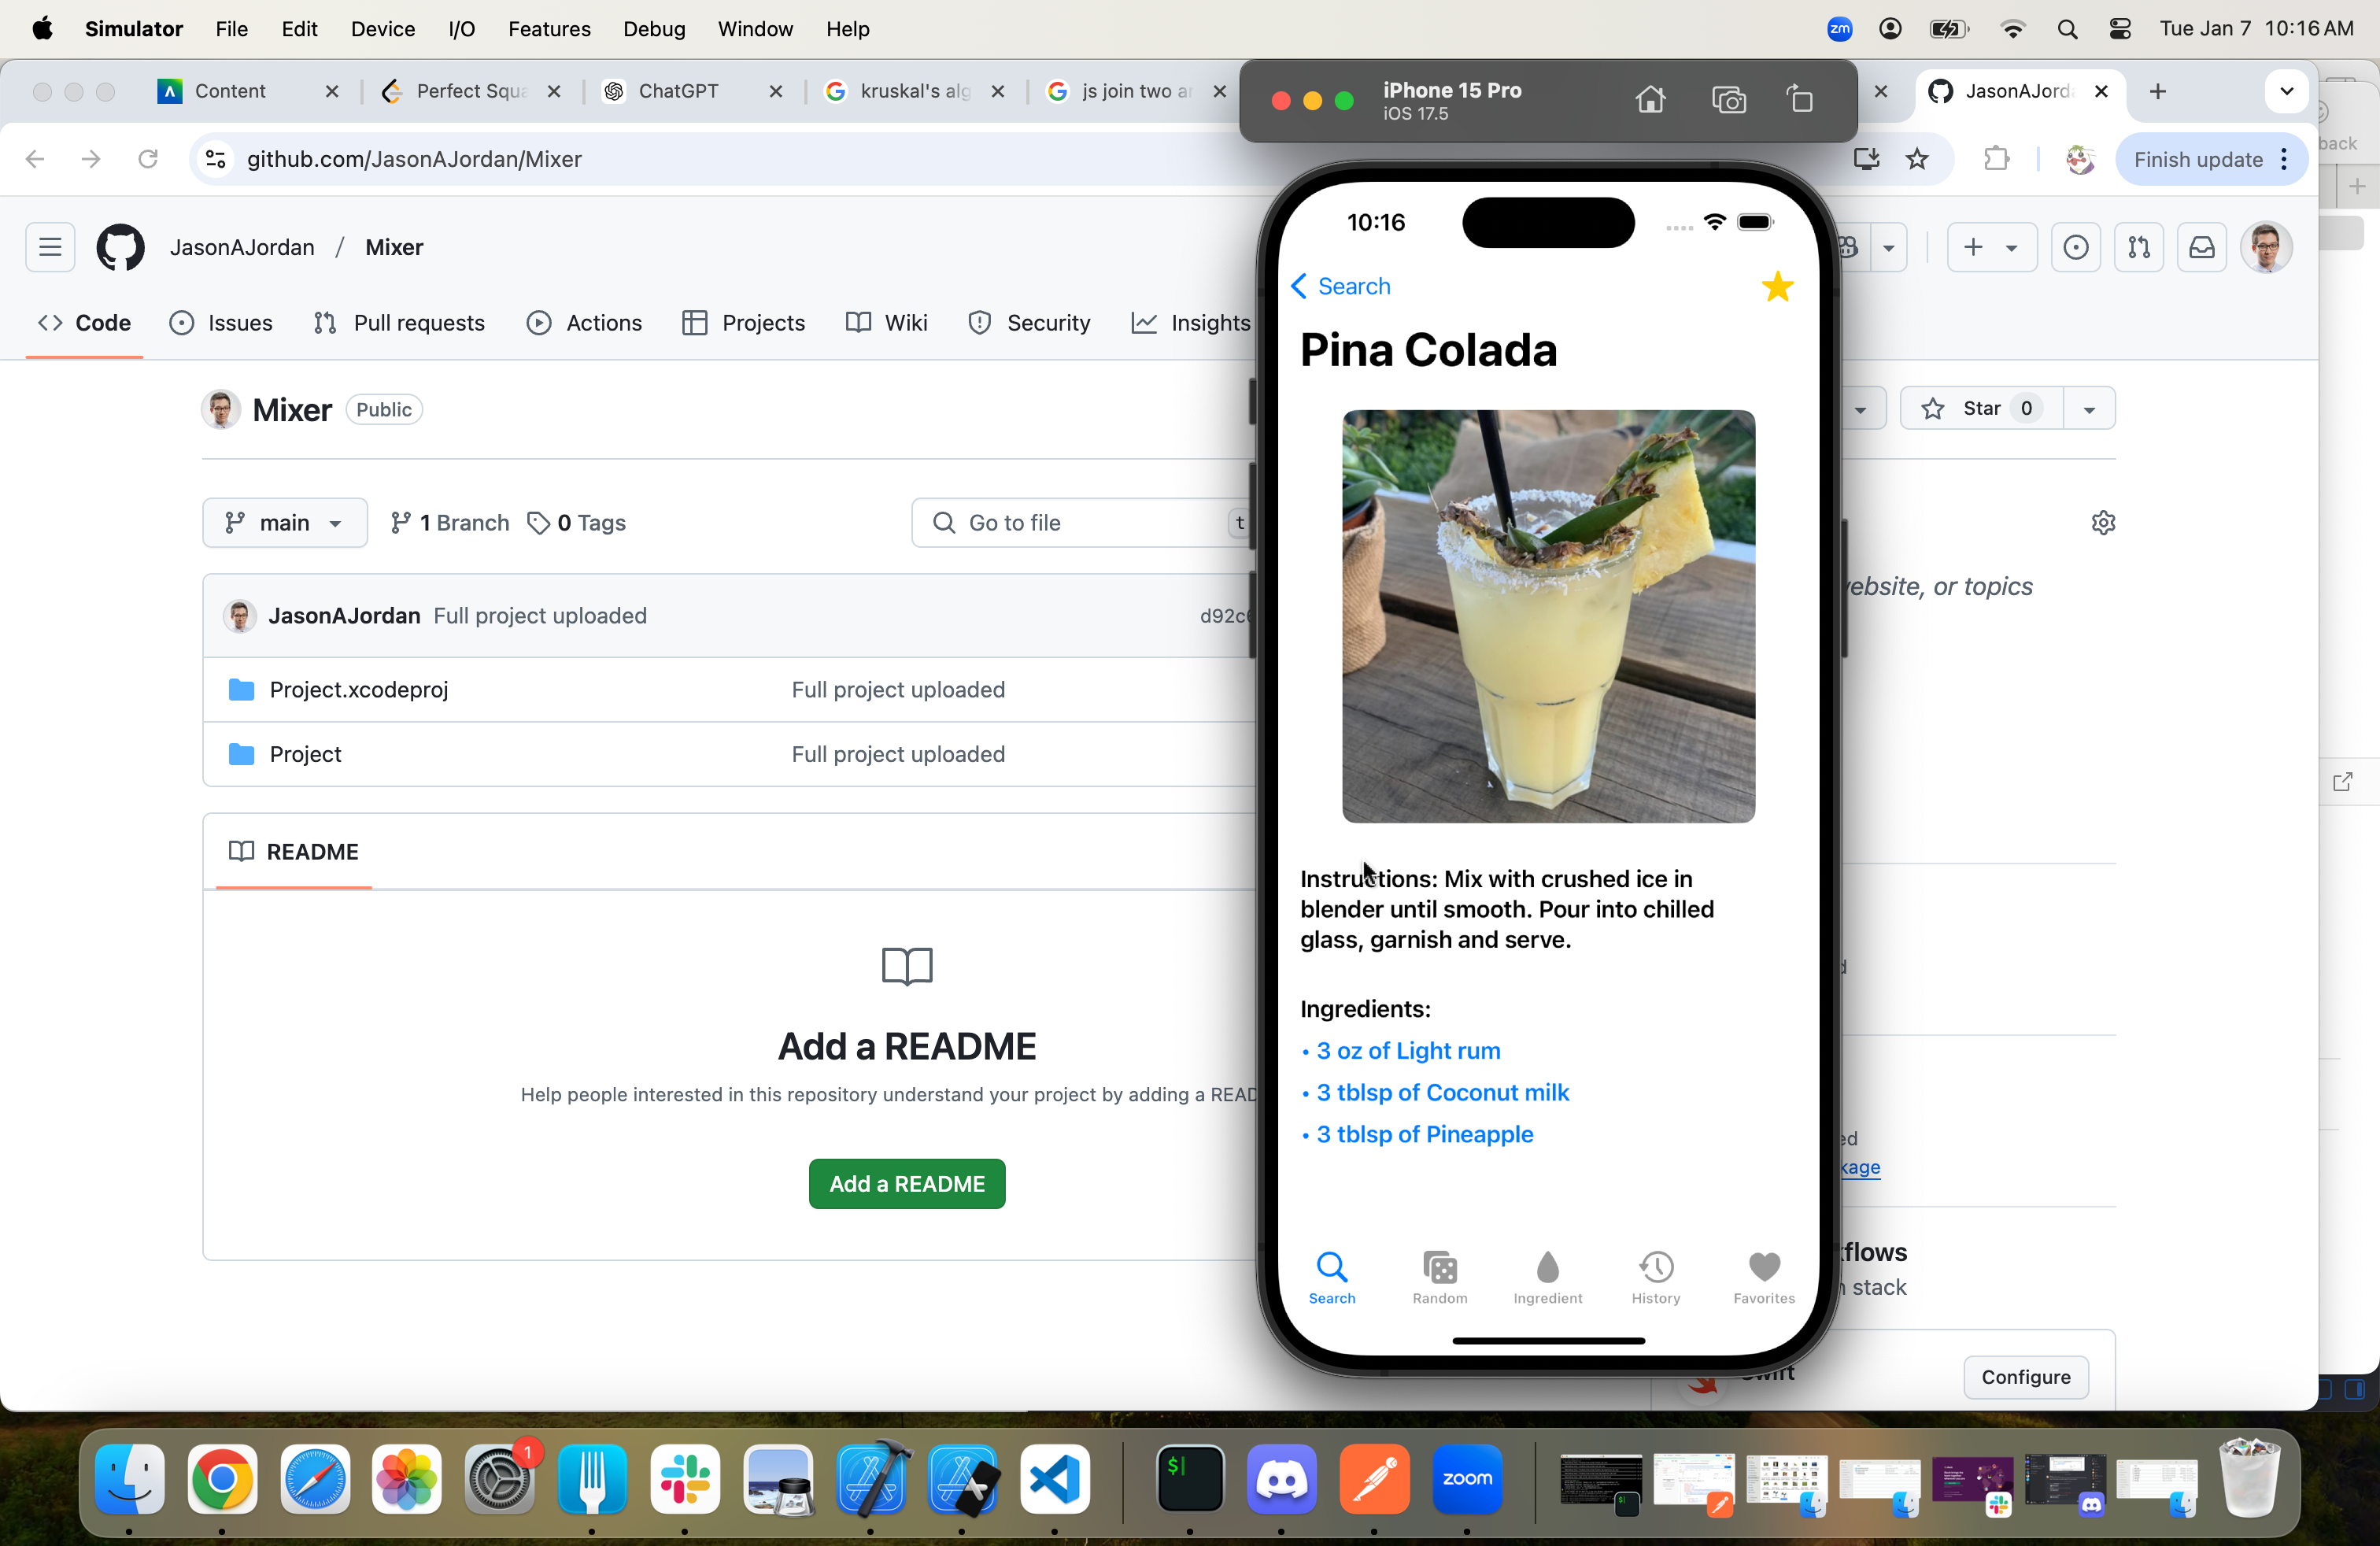 Simulator File Edit Device I/O Features Debug Window Help
zm Tue Jan 7 10:16 AM
Content
Perfect Squa
ChatGPT
kruskal's alg
js join two ar
JasonAJorda
iPhone 15 Pro
iOS 17.5
github.com/JasonAJordan/Mixer
Finish update
back
JasonAJordan / Mixer
Code Issues Pull requests Actions Projects Wiki Security Insights
Mixer Public
Star 0
main 1 Branch 0 Tags Go to file t
ebsite, or topics
JasonAJordan Full project uploaded d92c6
Project.xcodeproj Full project uploaded
Project Full project uploaded
README
Add a README
Help people interested in this repository understand your project by adding a READ
Add a README
ed
kage
flows
stack
Configure
10:16
Search
Pina Colada
Instructions: Mix with crushed ice in
blender until smooth. Pour into chilled
glass, garnish and serve.
Ingredients:
• 3 oz of Light rum
• 3 tblsp of Coconut milk
• 3 tblsp of Pineapple
Search Random Ingredient History Favorites
1
$
zoom